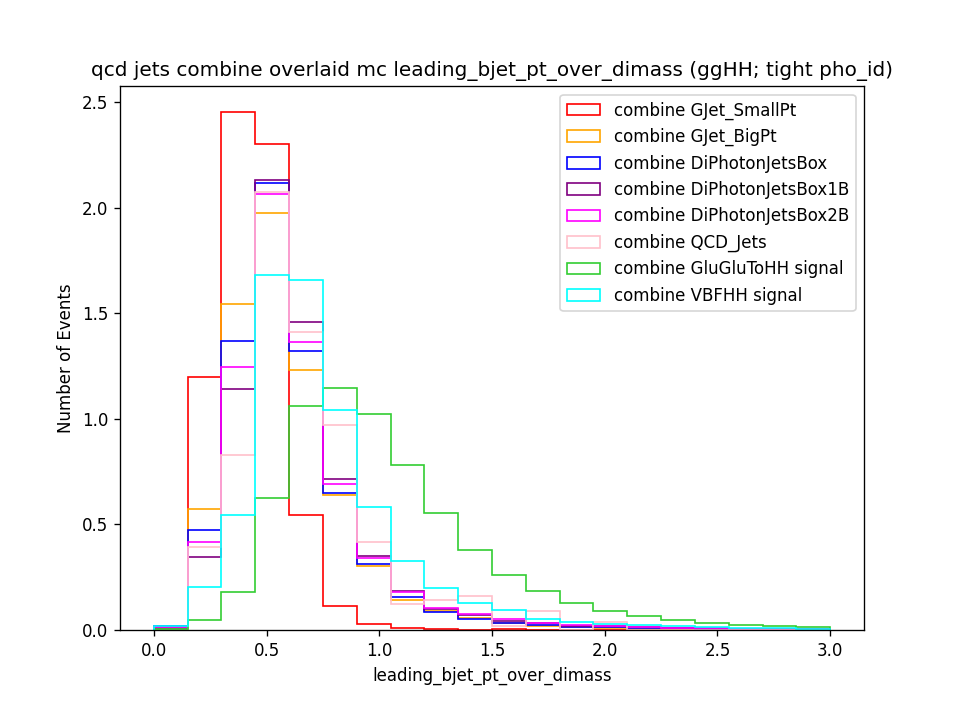 qcd jets combine overlaid mc leading_bjet_pt_over_dimass (ggHH; tight pho_id)
combine GJet_SmallPt
combine GJet_BigPt
combine DiPhotonJetsBox
combine DiPhotonJetsBox1B
combine DiPhotonJetsBox2B
combine QCD_Jets
combine GluGluToHH signal
combine VBFHH signal
Number of Events
2.5
2.0
1.5
1.0
0.5
0.0
0.0 0.5 1.0 1.5 2.0 2.5 3.0
leading_bjet_pt_over_dimass